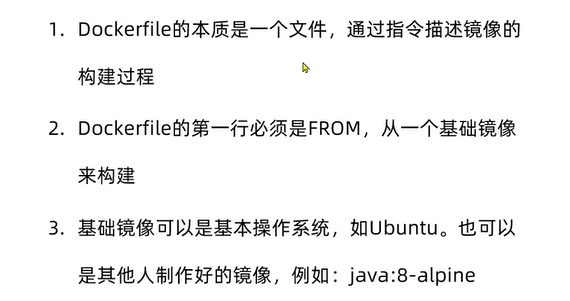 1. Dockerfile的本质是一个文件，通过指令描述镜像的
构建过程
2. Dockerfile的第一行必须是FROM，从一个基础镜像
来构建
3. 基础镜像可以是基本操作系统，如Ubuntu。也可以
是其他人制作好的镜像，例如：java:8-alpine